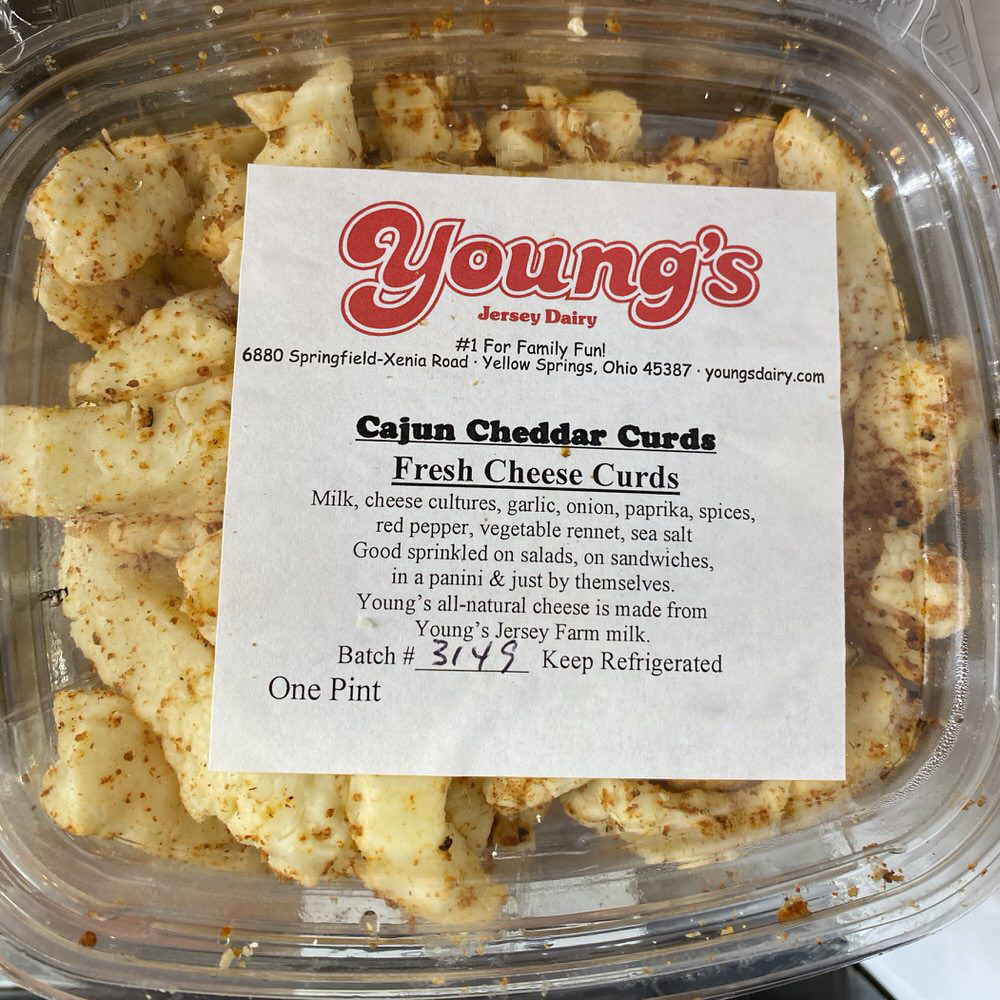 Young's
Jersey Dairy
#1 For Family Fun!
6880 Springfield-Xenia Road · Yellow Springs, Ohio 45387 · youngsdairy.com
Cajun Cheddar Curds
Fresh Cheese Curds
Milk, cheese cultures, garlic, onion, paprika, spices,
red pepper, vegetable rennet, sea salt
Good sprinkled on salads, on sandwiches,
in a panini & just by themselves.
Young's all-natural cheese is made from
Young's Jersey Farm milk.
Batch # 3149 Keep Refrigerated
One Pint